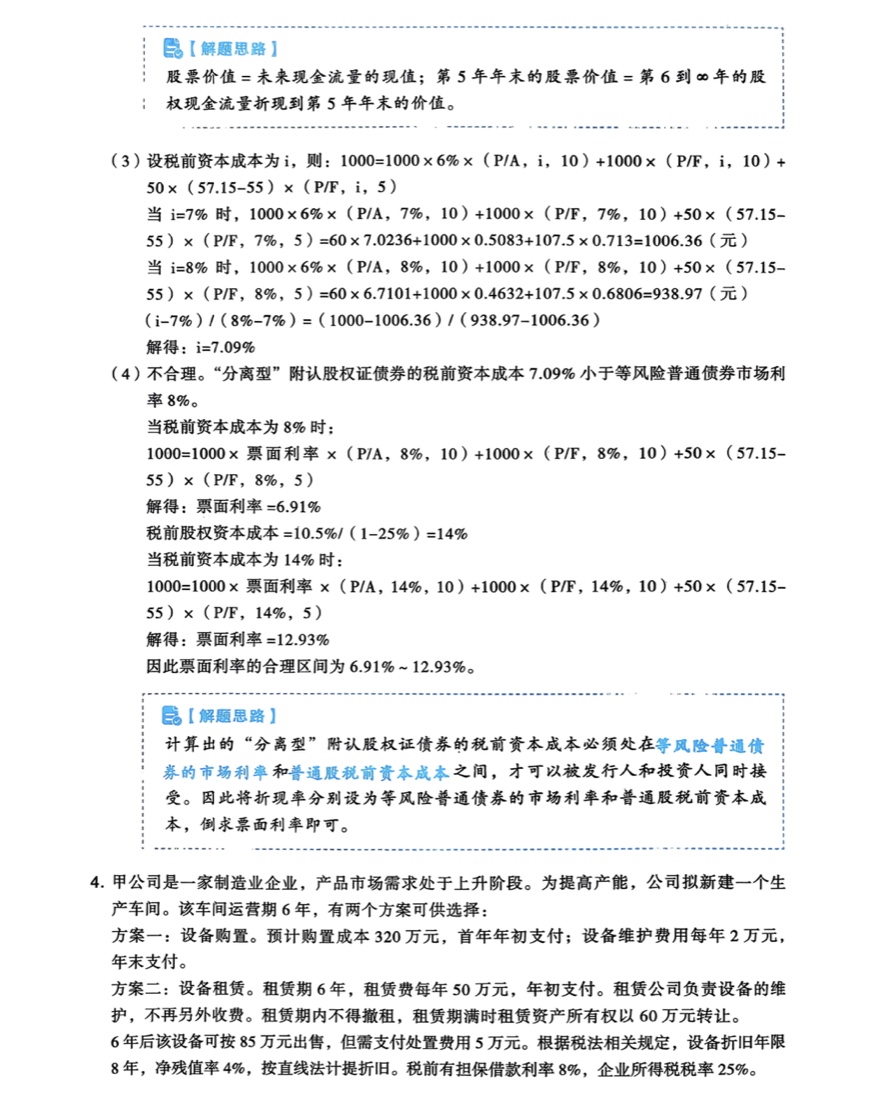 【解题思路】
股票价值=未来现金流量的现值；第5年年末的股票价值=第6到∞年的股
权现金流量折现到第5年年末的价值。
（3）设税前资本成本为i，则：1000=1000×6%×（P/A，i，10）+1000×（P/F，i，10）+
50×（57.15-55）×（P/F，i，5）
当i=7%时，1000×6%×（P/A，7%，10）+1000×（P/F，7%，10）+50×（57.15-
55）×（P/F，7%，5）=60×7.0236+1000×0.5083+107.5×0.713=1006.36（元）
当i=8%时，1000×6%×（P/A，8%，10）+1000×（P/F，8%，10）+50×（57.15-
55）×（P/F，8%，5）=60×6.7101+1000×0.4632+107.5×0.6806=938.97（元）
（i-7%）/（8%-7%）=（1000-1006.36）/（938.97-1006.36）
解得：i=7.09%
（4）不合理。“分离型”附认股权证债券的税前资本成本7.09%小于等风险普通债券市场利
率8%。
当税前资本成本为8%时：
1000=1000×票面利率×（P/A，8%，10）+1000×（P/F，8%，10）+50×（57.15-
55）×（P/F，8%，5）
解得：票面利率=6.91%
税前股权资本成本=10.5%/（1-25%）=14%
当税前资本成本为14%时：
1000=1000×票面利率×（P/A，14%，10）+1000×（P/F，14%，10）+50×（57.15-
55）×（P/F，14%，5）
解得：票面利率=12.93%
因此票面利率的合理区间为6.91%~12.93%。
【解题思路】
计算出的“分离型”附认股权证债券的税前资本成本必须处在等风险普通债
券的市场利率和普通股税前资本成本之间，才可以被发行人和投资人同时接
受。因此将折现率分别设为等风险普通债券的市场利率和普通股税前资本成
本，倒求票面利率即可。
4. 甲公司是一家制造业企业，产品市场需求处于上升阶段。为提高产能，公司拟新建一个生
产车间。该车间运营期6年，有两个方案可供选择：
方案一：设备购置。预计购置成本320万元，首年年初支付；设备维护费用每年2万元，
年末支付。
方案二：设备租赁。租赁期6年，租赁费每年50万元，年初支付。租赁公司负责设备的维
护，不再另外收费。租赁期内不得撤租，租赁期满时租赁资产所有权以60万元转让。
6年后该设备可按85万元出售，但需支付处置费用5万元。根据税法相关规定，设备折旧年限
8年，净残值率4%，按直线法计提折旧。税前有担保借款利率8%，企业所得税税率25%。